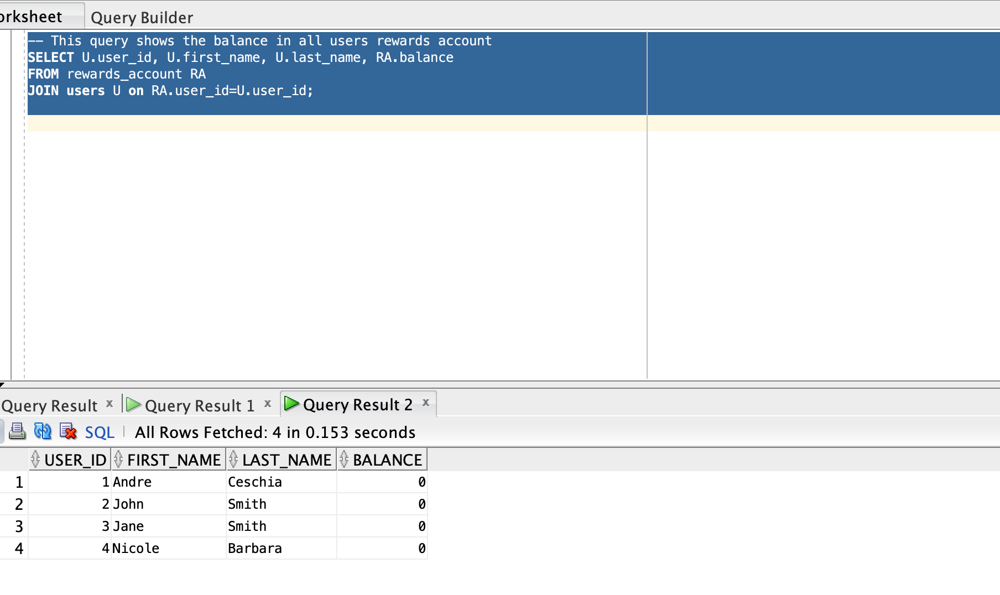 orksheet Query Builder
-- This query shows the balance in all users rewards account
SELECT U.user_id, U.first_name, U.last_name, RA.balance
FROM rewards_account RA
JOIN users U on RA.user_id=U.user_id;
Query Result x Query Result 1 x Query Result 2 x
SQL All Rows Fetched: 4 in 0.153 seconds
USER_ID FIRST_NAME LAST_NAME BALANCE
1 1 Andre Ceschia 0
2 2 John Smith 0
3 3 Jane Smith 0
4 4 Nicole Barbara 0